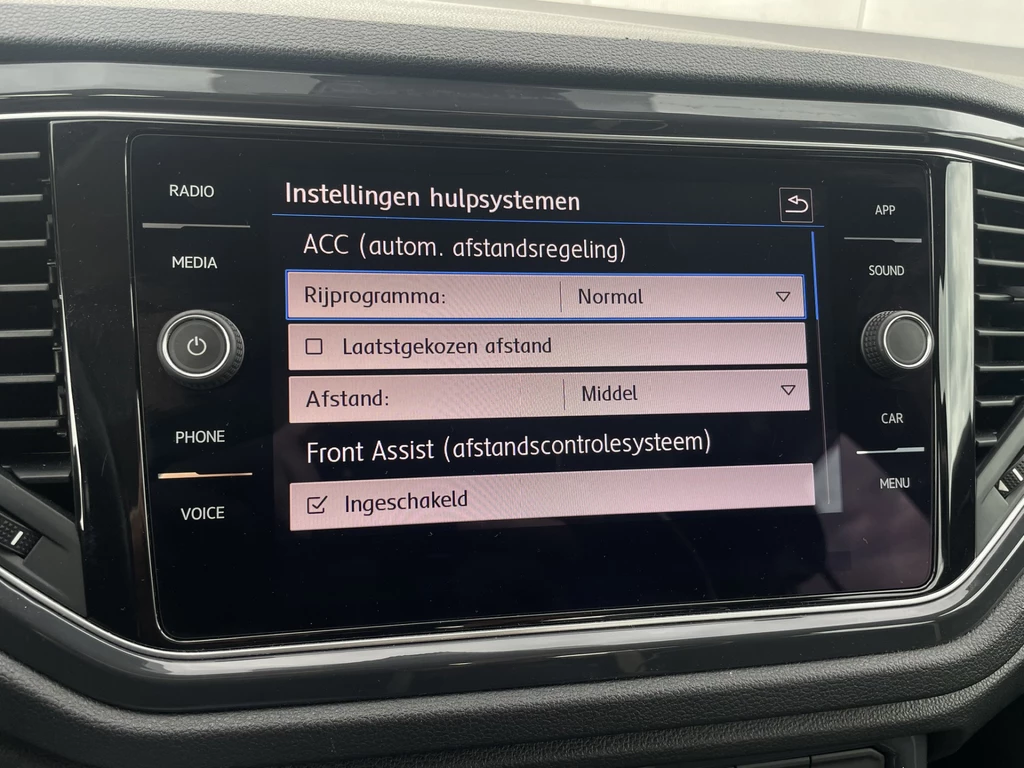 RADIO
MEDIA
PHONE
VOICE
Instellingen hulpsystemen
ACC (autom. afstandsregeling)
Rijprogramma: Normal
Laatstgekozen afstand
Afstand: Middel
Front Assist (afstandscontrolesysteem)
Ingeschakeld
APP
SOUND
CAR
MENU